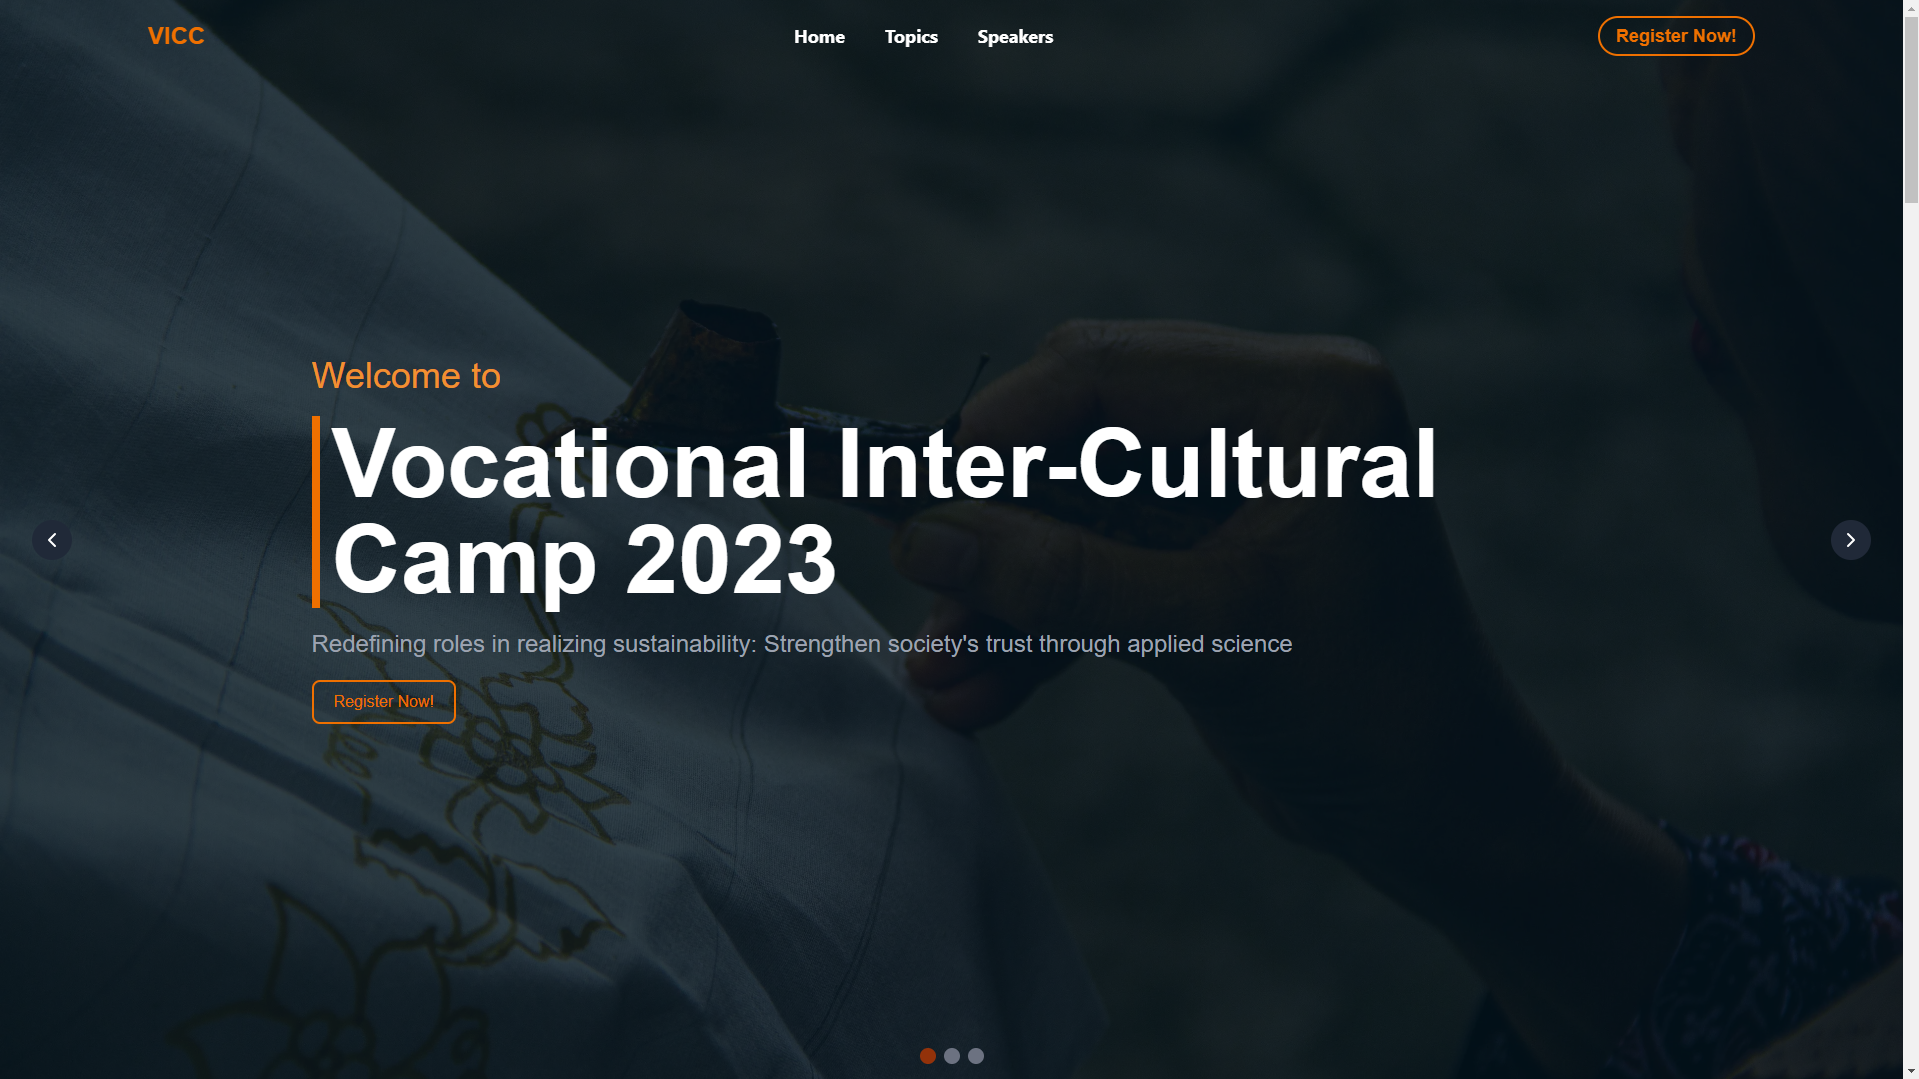 VICC
Home
Topics
Speakers
Register Now!
Welcome to
Vocational Inter-Cultural
Camp 2023
Redefining roles in realizing sustainability: Strengthen society's trust through applied science
Register Now!